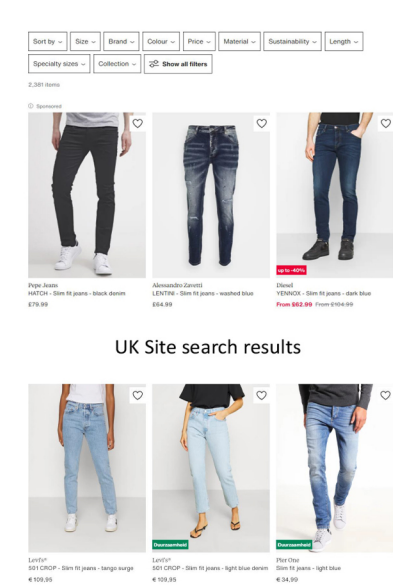 Sort by
Size
Brand
Colour
Price
Material
Sustainability
Length
Specialty sizes
Collection
Show all filters
2,381 items
Sponsored
up to -40%
Pepe Jeans
HATCH - Slim fit jeans - black denim
£79.99
Alessandro Zavetti
LENTINI - Slim fit jeans - washed blue
£64.99
Diesel
YENNOX - Slim fit jeans - dark blue
From £62.99 From £104.99
UK Site search results
Duurzaamheid
Duurzaamheid
Levi's®
501 CROP - Slim fit jeans - tango surge
€ 109,95
Levi's®
501 CROP - Slim fit jeans - light blue denim
€ 109,95
Pier One
Slim fit jeans - light blue
€ 34,99